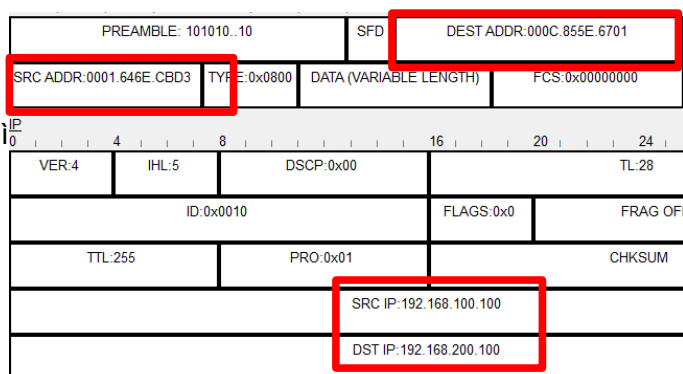 PREAMBLE: 101010..10 SFD DEST ADDR:000C.855E.6701
SRC ADDR:0001.646E.CBD3 TYPE:0x0800 DATA (VARIABLE LENGTH) FCS:0x00000000
ì IP
0 4 8 16 20 24
VER:4 IHL:5 DSCP:0x00 TL:28
ID:0x0010 FLAGS:0x0 FRAG OF
TTL:255 PRO:0x01 CHKSUM
SRC IP:192.168.100.100
DST IP:192.168.200.100